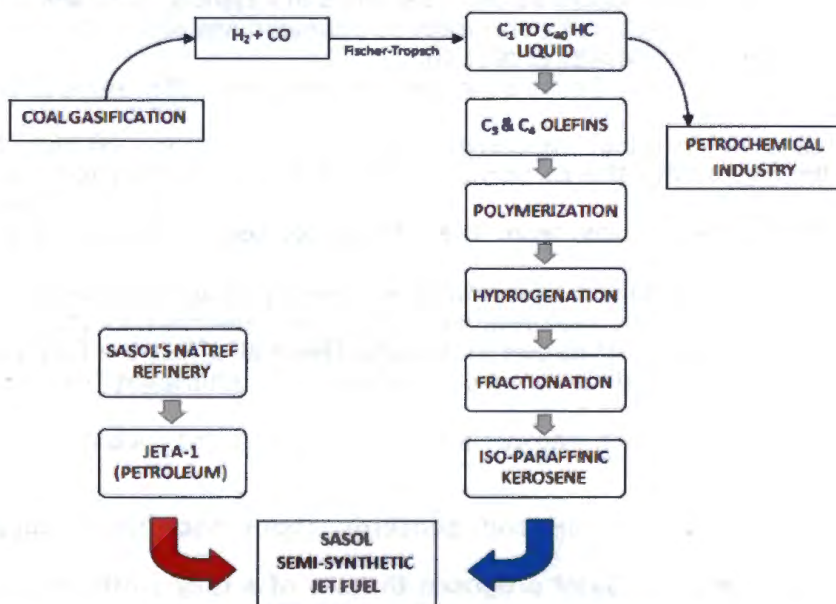 H₂ + CO
Fischer-Tropsch
C₁ TO C₄₀ HC
LIQUID
COAL GASIFICATION
C₃ & C₄ OLEFINS
PETROCHEMICAL
INDUSTRY
POLYMERIZATION
HYDROGENATION
SASOL'S NATREF
REFINERY
FRACTIONATION
JET A-1
(PETROLEUM)
ISO-PARAFFINIC
KEROSENE
SASOL
SEMI-SYNTHETIC
JET FUEL